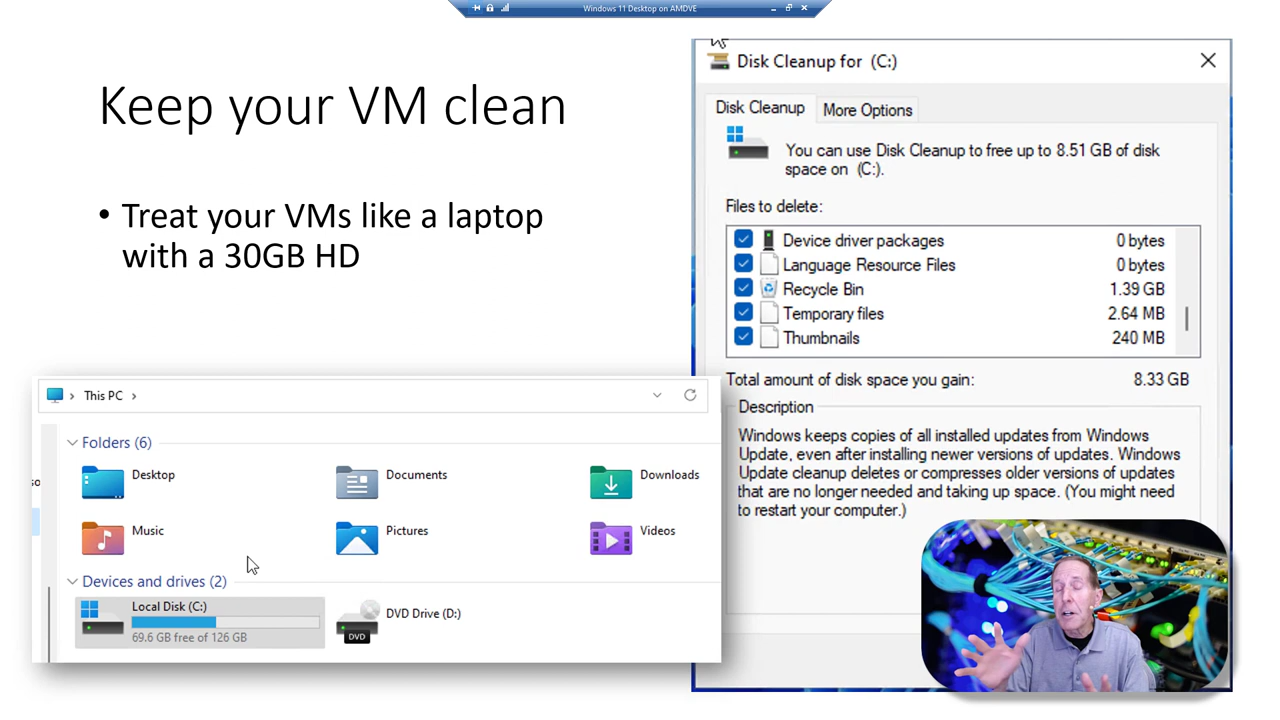 Windows 11 Desktop on AMDVE
Keep your VM clean
• Treat your VMs like a laptop
with a 30GB HD
This PC
Folders (6)
Desktop
Documents
Downloads
Music
Pictures
Videos
Devices and drives (2)
Local Disk (C:)
69.6 GB free of 126 GB
DVD Drive (D:)
DVD
Disk Cleanup for (C:)
Disk Cleanup
More Options
You can use Disk Cleanup to free up to 8.51 GB of disk
space on (C:).
Files to delete:
Device driver packages 0 bytes
Language Resource Files 0 bytes
Recycle Bin 1.39 GB
Temporary files 2.64 MB
Thumbnails 240 MB
Total amount of disk space you gain: 8.33 GB
Description
Windows keeps copies of all installed updates from Windows
Update, even after installing newer versions of updates. Windows
Update cleanup deletes or compresses older versions of updates
that are no longer needed and taking up space. (You might need
to restart your computer.)